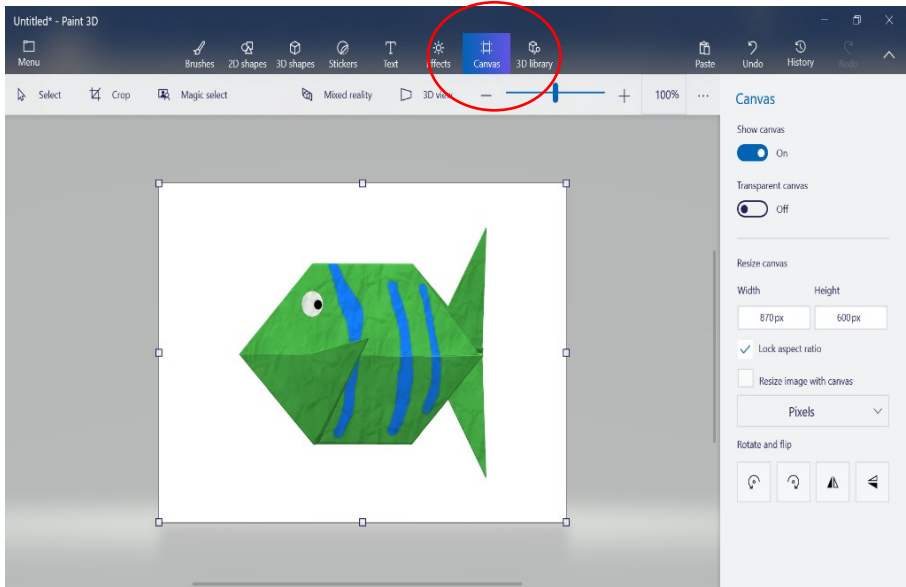 Untitled* - Paint 3D
Menu
Brushes 2D shapes 3D shapes Stickers Text Effects Canvas 3D library Paste Undo History Redo
Select Crop Magic select Mixed reality 3D view 100%
Canvas
Show canvas
On
Transparent canvas
Off
Resize canvas
Width Height
870px 600px
Lock aspect ratio
Resize image with canvas
Pixels
Rotate and flip